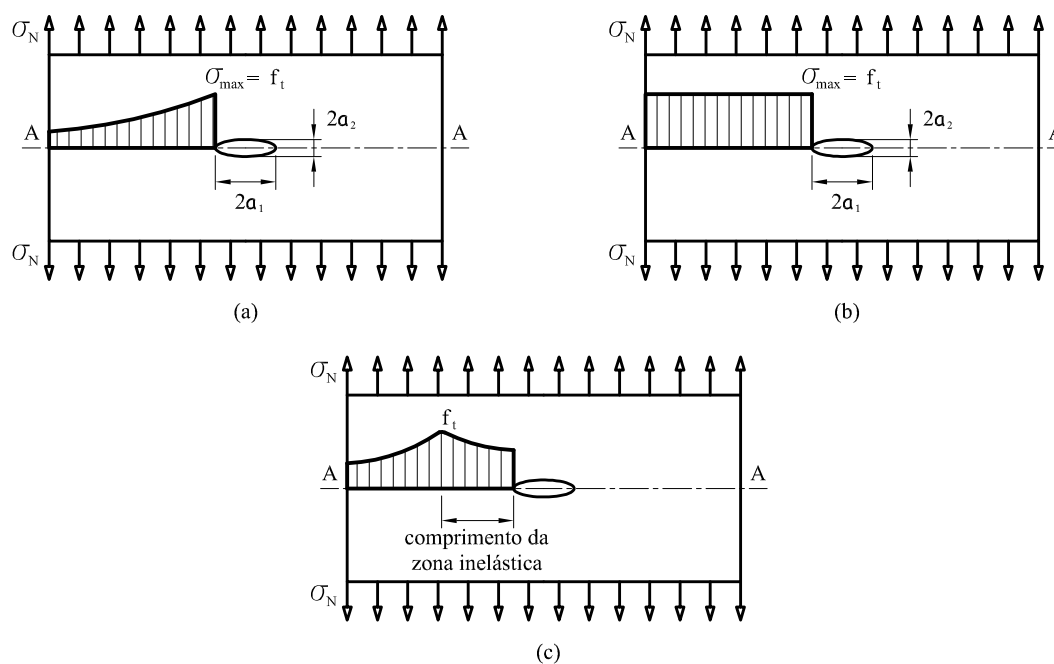 σN
σmax = ft
A
A
2a2
2a1
σN
(a)
σN
σmax = ft
A
A
2a2
2a1
σN
(b)
σN
ft
A
A
comprimento da
zona inelástica
σN
(c)